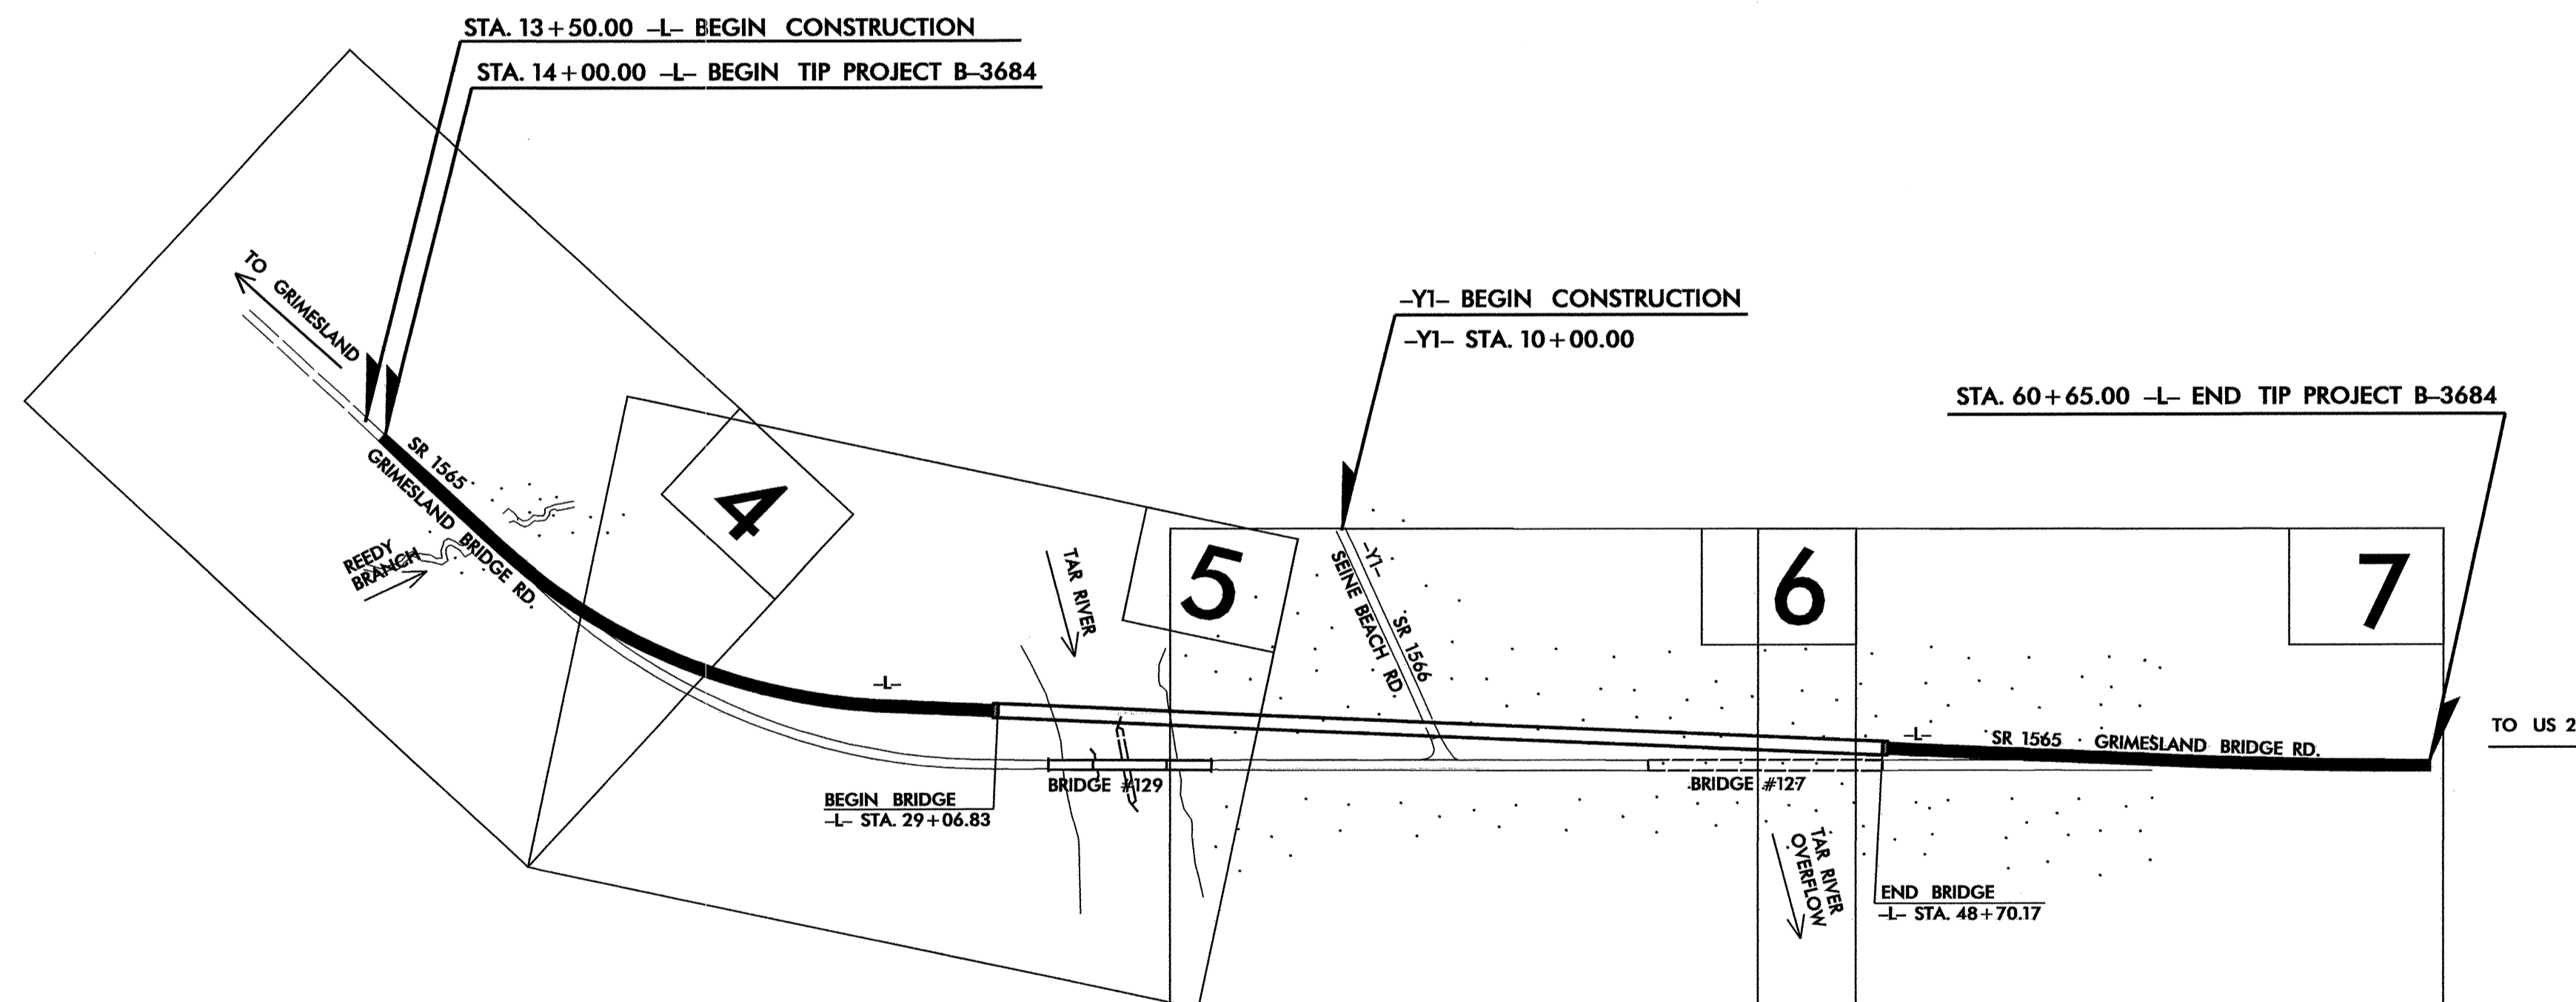 STA. 13+50.00 –L– BEGIN CONSTRUCTION
STA. 14+00.00 –L– BEGIN TIP PROJECT B–3684
TO GRIMESLAND
–Y1– BEGIN CONSTRUCTION
–Y1– STA. 10+00.00
STA. 60+65.00 –L– END TIP PROJECT B–3684
SR 1565
GRIMESLAND BRIDGE RD.
REEDY
BRANCH
4
5
6
7
TAR RIVER
–Y1–
SEINE BEACH RD.
SR 1566
–L–
–L–
SR 1565 GRIMESLAND BRIDGE RD.
TO US 2
BRIDGE #129
BRIDGE #127
BEGIN BRIDGE
–L– STA. 29+06.83
TAR RIVER
OVERFLOW
END BRIDGE
–L– STA. 48+70.17